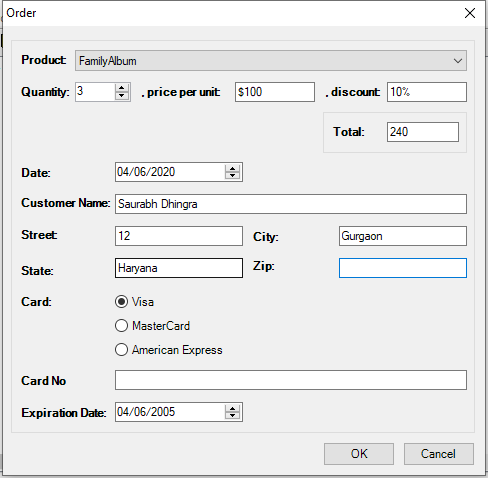 Order
Product: FamilyAlbum
Quantity: 3 , price per unit: $100 , discount: 10%
Total: 240
Date: 04/06/2020
Customer Name: Saurabh Dhingra
Street: 12 City: Gurgaon
State: Haryana Zip:
Card: Visa
MasterCard
American Express
Card No
Expiration Date: 04/06/2005
OK Cancel